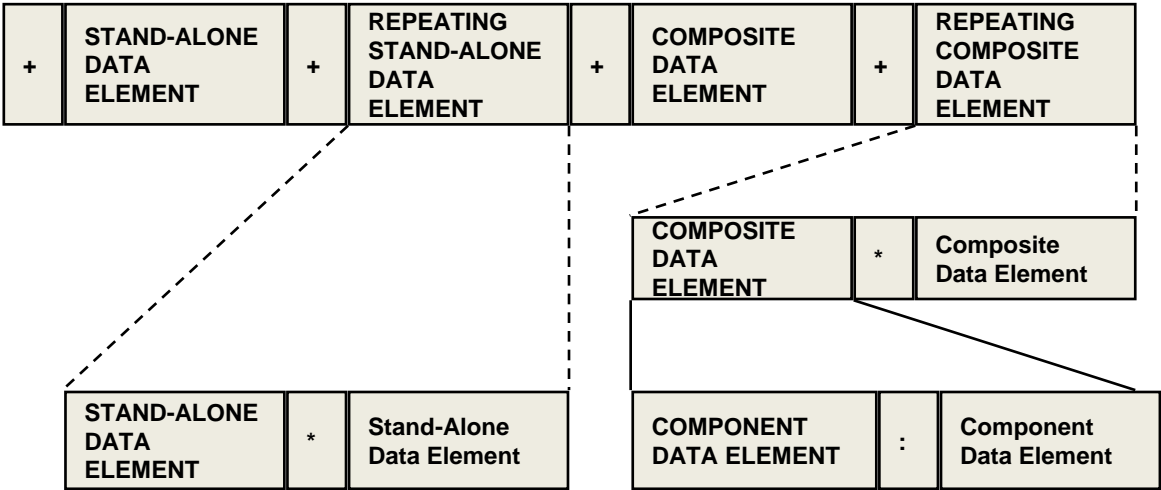 +
STAND-ALONE
DATA
ELEMENT
+
REPEATING
STAND-ALONE
DATA
ELEMENT
+
COMPOSITE
DATA
ELEMENT
+
REPEATING
COMPOSITE
DATA
ELEMENT
COMPOSITE
DATA
ELEMENT
*
Composite
Data Element
STAND-ALONE
DATA
ELEMENT
*
Stand-Alone
Data Element
COMPONENT
DATA ELEMENT
:
Component
Data Element